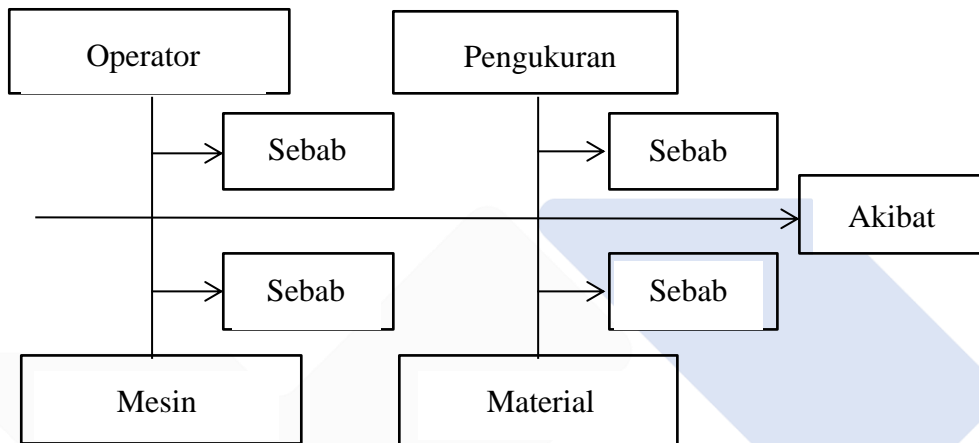 Operator
Pengukuran
Sebab
Sebab
Akibat
Sebab
Sebab
Mesin
Material